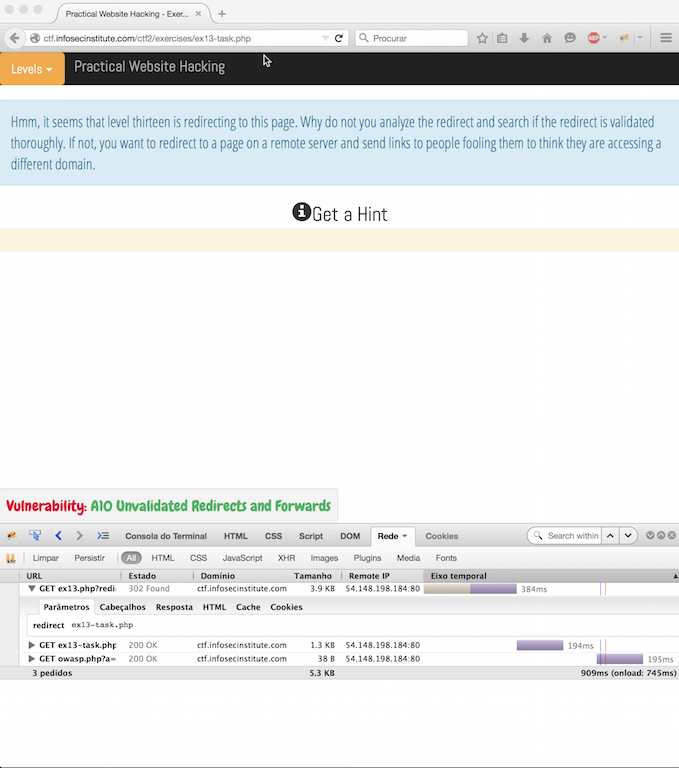 Practical Website Hacking - Exer...
ctf.infosecinstitute.com/ctf2/exercises/ex13-task.php
Procurar
ABP
Levels
Practical Website Hacking
Hmm, it seems that level thirteen is redirecting to this page. Why do not you analyze the redirect and search if the redirect is validated
thoroughly. If not, you want to redirect to a page on a remote server and send links to people fooling them to think they are accessing a
different domain.
Get a Hint
Vulnerability: A10 Unvalidated Redirects and Forwards
Consola do Terminal HTML CSS Script DOM Rede Cookies Search within
Limpar Persistir All HTML CSS JavaScript XHR Images Plugins Media Fonts
URL Estado Domínio Tamanho Remote IP Eixo temporal
GET ex13.php?redi 302 Found ctf.infosecinstitute.com 3.9 KB 54.148.198.184:80 384ms
Parâmetros Cabeçalhos Resposta HTML Cache Cookies
redirect ex13-task.php
GET ex13-task.php 200 OK ctf.infosecinstitute.com 1.3 KB 54.148.198.184:80 194ms
GET owasp.php?a= 200 OK ctf.infosecinstitute.com 38 B 54.148.198.184:80 195ms
3 pedidos 5.3 KB 909ms (onload: 745ms)